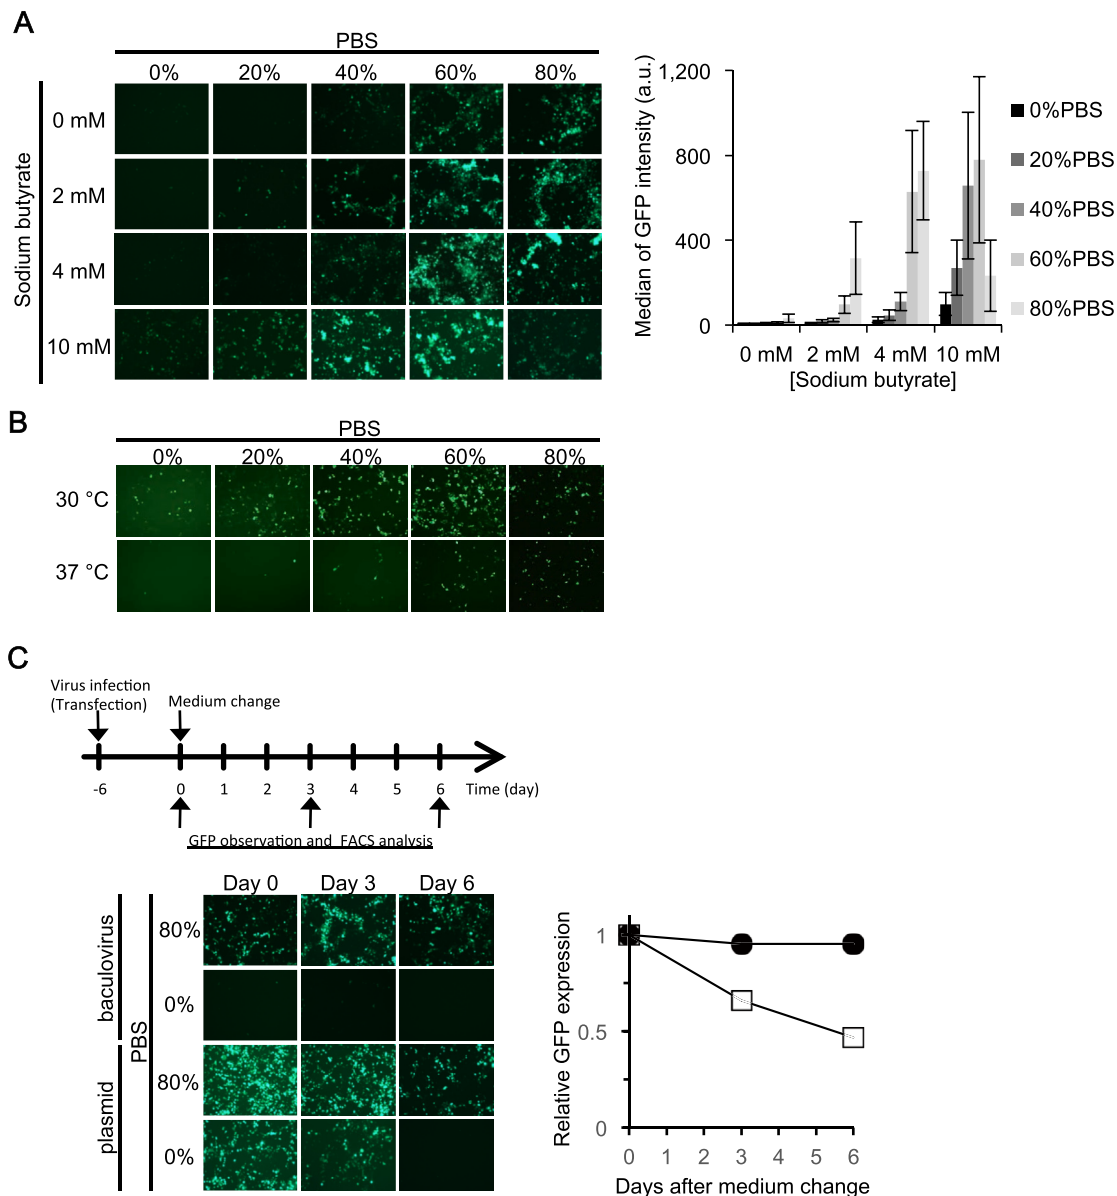 A
PBS
0% 20% 40% 60% 80%
Sodium butyrate
0 mM
2 mM
4 mM
10 mM
Median of GFP intensity (a.u.)
1,200
800
400
0
0 mM 2 mM 4 mM 10 mM
[Sodium butyrate]
0%PBS
20%PBS
40%PBS
60%PBS
80%PBS
B
PBS
0% 20% 40% 60% 80%
30 °C
37 °C
C
Virus infection
(Transfection)
Medium change
-6 0 1 2 3 4 5 6 Time (day)
GFP observation and FACS analysis
Day 0 Day 3 Day 6
baculovirus
plasmid
PBS
80%
0%
80%
0%
Relative GFP expression
1
0.5
0
0 1 2 3 4 5 6
Days after medium change